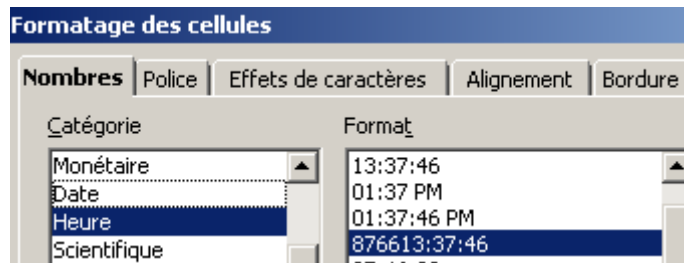 Formatage des cellules
Nombres Police Effets de caractères Alignement Bordure
Catégorie Format
Monétaire 13:37:46
Date 01:37 PM
Heure 01:37:46 PM
Scientifique 876613:37:46